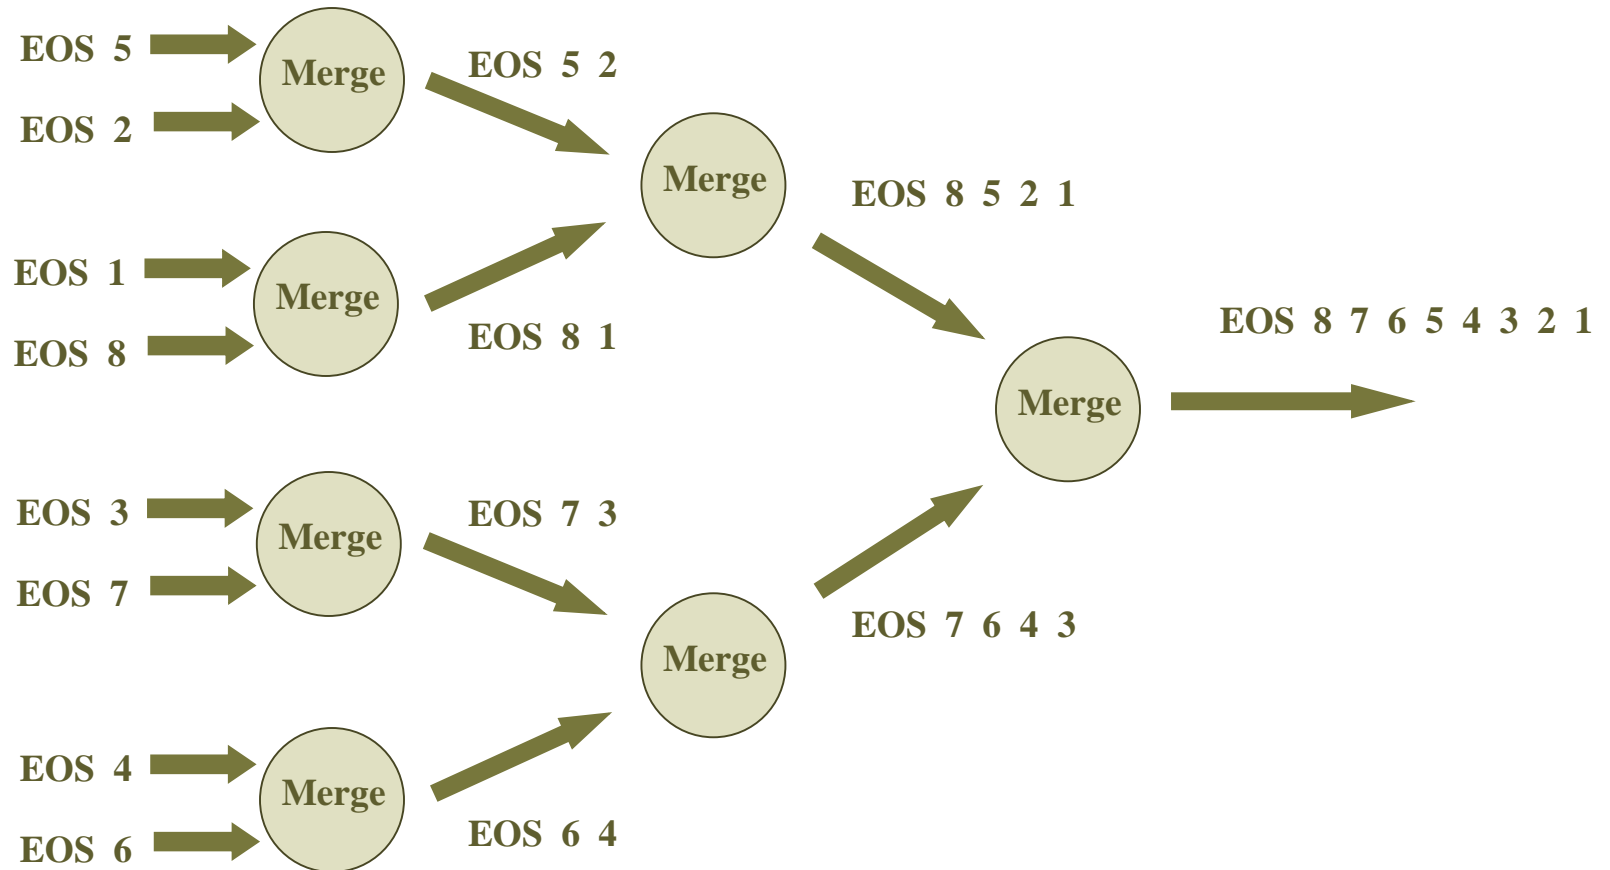 EOS 5
EOS 2
Merge
EOS 5 2
EOS 1
EOS 8
Merge
EOS 8 1
Merge
EOS 8 5 2 1
EOS 3
EOS 7
Merge
EOS 7 3
EOS 4
EOS 6
Merge
EOS 6 4
Merge
EOS 7 6 4 3
Merge
EOS 8 7 6 5 4 3 2 1